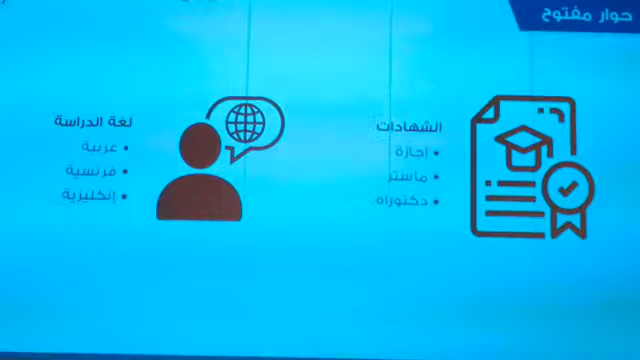 حوار مفتوح
الشهادات
• إجازة
• ماستر
• دكتوراه
لغة الدراسة
• عربية
• فرنسية
• إنكليزية